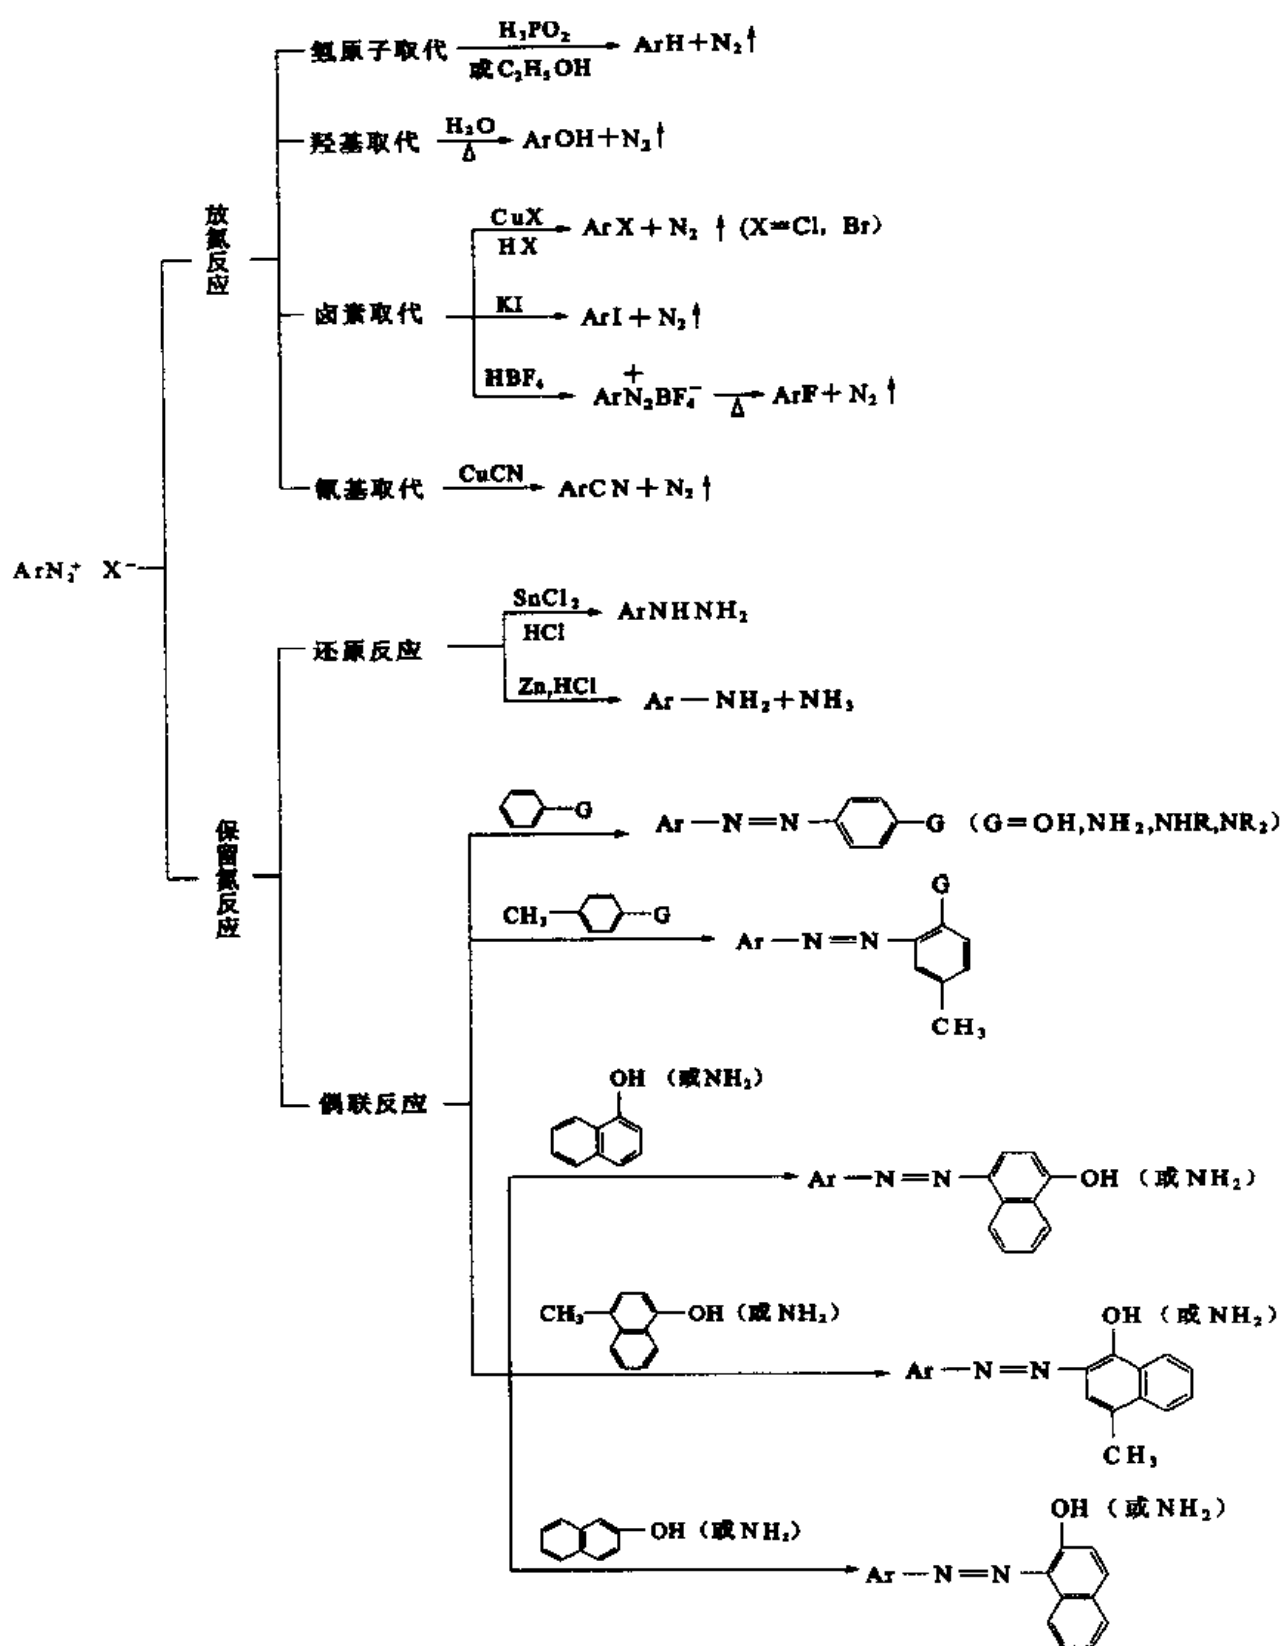 氢原子取代 H₃PO₂ 或C₂H₅OH ArH+N₂↑
羟基取代 H₂O Δ ArOH+N₂↑
放氮反应
CuX HX ArX+N₂↑ (X=Cl, Br)
卤素取代 KI ArI+N₂↑
HBF₄ ArN₂⁺BF₄⁻ Δ ArF+N₂↑
氰基取代 CuCN ArCN+N₂↑
ArN₂⁺ X⁻
SnCl₂ HCl ArNHNH₂
还原反应
Zn,HCl Ar—NH₂+NH₃
保留氮反应
G Ar—N=N—G (G=OH,NH₂,NHR,NR₂)
CH₃ G Ar—N=N G CH₃
偶联反应
OH (或NH₂)
Ar—N=N OH (或NH₂)
CH₃ OH (或NH₂)
Ar—N=N OH (或NH₂) CH₃
OH (或NH₂)
Ar—N=N OH (或NH₂)